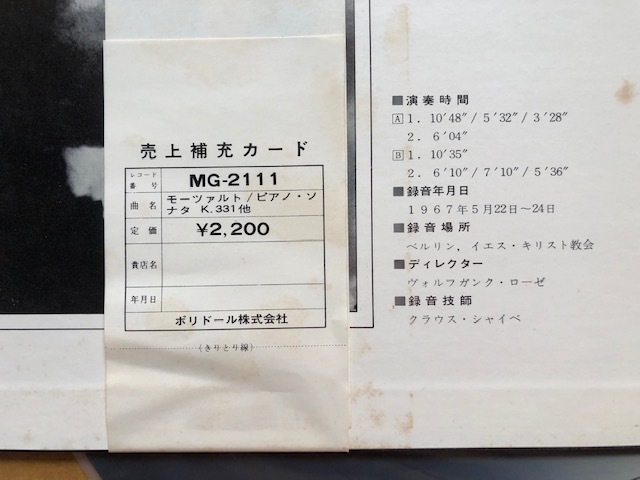 売上補充カード
レコード番号 MG-2111
曲名 モーツァルト/ピアノ・ソ
ナタ K.331他
定価 ¥2,200
貴店名
年月日
ポリドール株式会社
(きりとり線)
■演奏時間
A 1. 10′48″/5′32″/3′28″
2. 6′04″
B 1. 10′35″
2. 6′10″/7′10″/5′36″
■録音年月日
1967年5月22日〜24日
■録音場所
ベルリン,イエス・キリスト教会
■ディレクター
ヴォルフガンク・ローゼ
■録音技師
クラウス・シャイベ